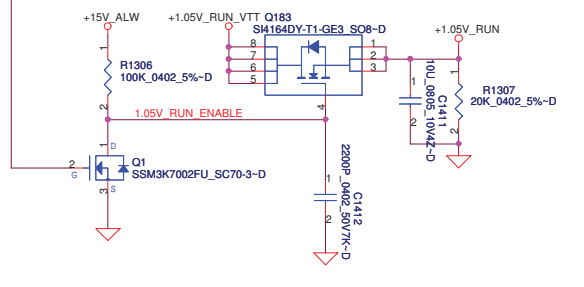 +15V_ALW
+1.05V_RUN_VTT
Q183
SI4164DY-T1-GE3_SO8~D
+1.05V_RUN
8
7
6
5
1
2
3
4
1
R1306
100K_0402_5%~D
2
1.05V_RUN_ENABLE
1
2
C1411
10U_0805_10V4Z~D
1
R1307
20K_0402_5%~D
2
1
D
2
G
Q1
SSM3K7002FU_SC70-3~D
3
S
1
2
C1412
2200P_0402_50V7K~D